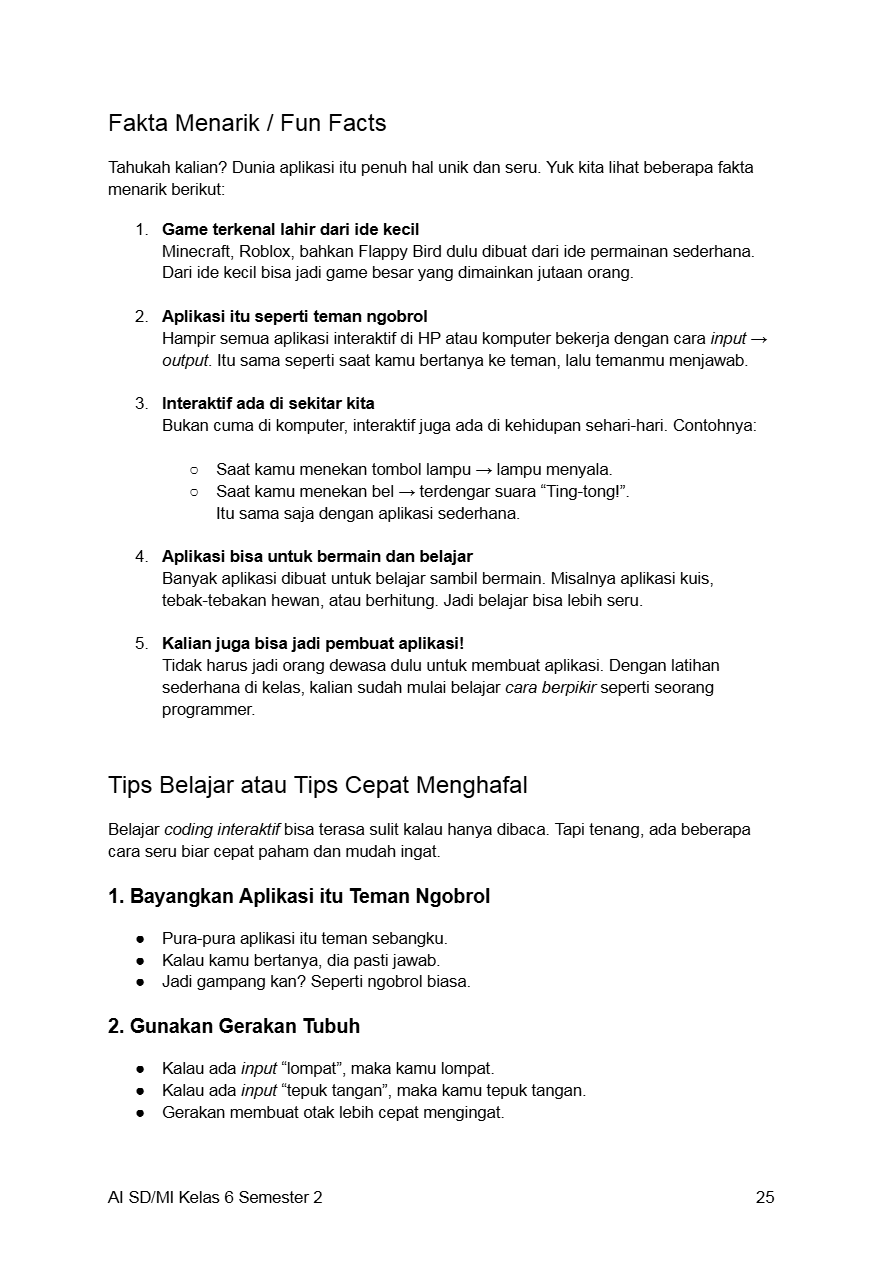 Fakta Menarik / Fun Facts
Tahukah kalian? Dunia aplikasi itu penuh hal unik dan seru. Yuk kita lihat beberapa fakta
menarik berikut:
1. Game terkenal lahir dari ide kecil
Minecraft, Roblox, bahkan Flappy Bird dulu dibuat dari ide permainan sederhana.
Dari ide kecil bisa jadi game besar yang dimainkan jutaan orang.
2. Aplikasi itu seperti teman ngobrol
Hampir semua aplikasi interaktif di HP atau komputer bekerja dengan cara input →
output. Itu sama seperti saat kamu bertanya ke teman, lalu temanmu menjawab.
3. Interaktif ada di sekitar kita
Bukan cuma di komputer, interaktif juga ada di kehidupan sehari-hari. Contohnya:
○ Saat kamu menekan tombol lampu → lampu menyala.
○ Saat kamu menekan bel → terdengar suara “Ting-tong!”.
Itu sama saja dengan aplikasi sederhana.
4. Aplikasi bisa untuk bermain dan belajar
Banyak aplikasi dibuat untuk belajar sambil bermain. Misalnya aplikasi kuis,
tebak-tebakan hewan, atau berhitung. Jadi belajar bisa lebih seru.
5. Kalian juga bisa jadi pembuat aplikasi!
Tidak harus jadi orang dewasa dulu untuk membuat aplikasi. Dengan latihan
sederhana di kelas, kalian sudah mulai belajar cara berpikir seperti seorang
programmer.
Tips Belajar atau Tips Cepat Menghafal
Belajar coding interaktif bisa terasa sulit kalau hanya dibaca. Tapi tenang, ada beberapa
cara seru biar cepat paham dan mudah ingat.
1. Bayangkan Aplikasi itu Teman Ngobrol
● Pura-pura aplikasi itu teman sebangku.
● Kalau kamu bertanya, dia pasti jawab.
● Jadi gampang kan? Seperti ngobrol biasa.
2. Gunakan Gerakan Tubuh
● Kalau ada input “lompat”, maka kamu lompat.
● Kalau ada input “tepuk tangan”, maka kamu tepuk tangan.
● Gerakan membuat otak lebih cepat mengingat.
AI SD/MI Kelas 6 Semester 2 25